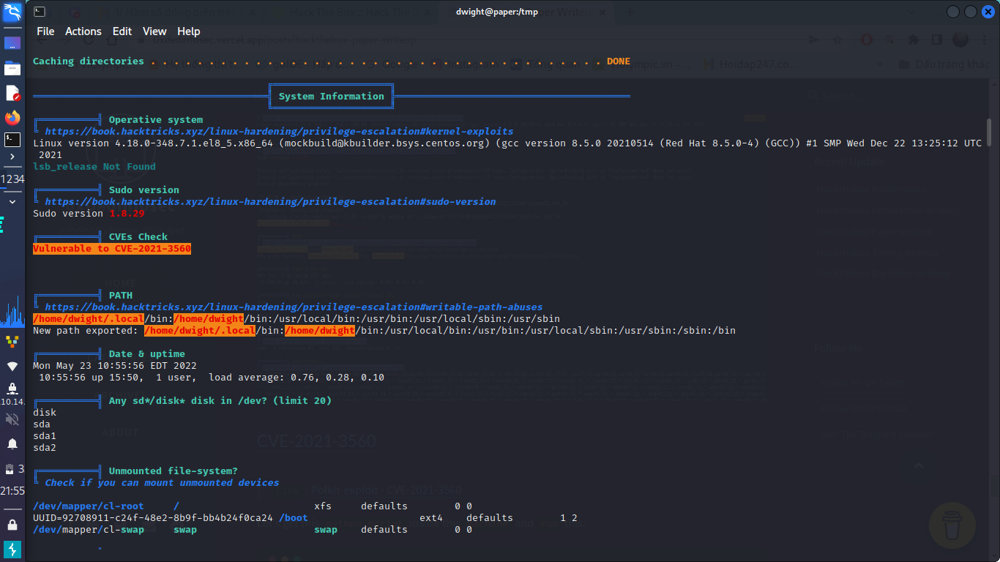 dwight@paper:/tmp
File Actions Edit View Help
Caching directories . . . . . . . . . . . . . . . . . . . . . . . . . . . . . . . . . . . . . . . DONE
System Information
Operative system
https://book.hacktricks.xyz/linux-hardening/privilege-escalation#kernel-exploits
Linux version 4.18.0-348.7.1.el8_5.x86_64 (mockbuild@kbuilder.bsys.centos.org) (gcc version 8.5.0 20210514 (Red Hat 8.5.0-4) (GCC)) #1 SMP Wed Dec 22 13:25:12 UTC
2021
lsb_release Not Found
Sudo version
https://book.hacktricks.xyz/linux-hardening/privilege-escalation#sudo-version
Sudo version 1.8.29
1234
CVEs Check
Vulnerable to CVE-2021-3560
HOME
PATH
https://book.hacktricks.xyz/linux-hardening/privilege-escalation#writable-path-abuses
/home/dwight/.local/bin:/home/dwight/bin:/usr/local/bin:/usr/bin:/usr/local/sbin:/usr/sbin
New path exported: /home/dwight/.local/bin:/home/dwight/bin:/usr/local/bin:/usr/bin:/usr/local/sbin:/usr/sbin:/sbin:/bin
Date & uptime
Mon May 23 10:55:56 EDT 2022
10:55:56 up 15:50, 1 user, load average: 0.76, 0.28, 0.10
Any sd*/disk* disk in /dev? (limit 20)
10.14.
disk
sda
sda1
ABOUT
sda2
CVE-2021-3560
3
Unmounted file-system?
Check if you can mount unmounted devices
21:55
Polkit exploit - CVE-2021-3560
/dev/mapper/cl-root / xfs defaults 0 0
UUID=92708911-c24f-48e2-8b9f-bb4b24f0ca24 /boot ext4 defaults 1 2
/dev/mapper/cl-swap swap swap defaults 0 0